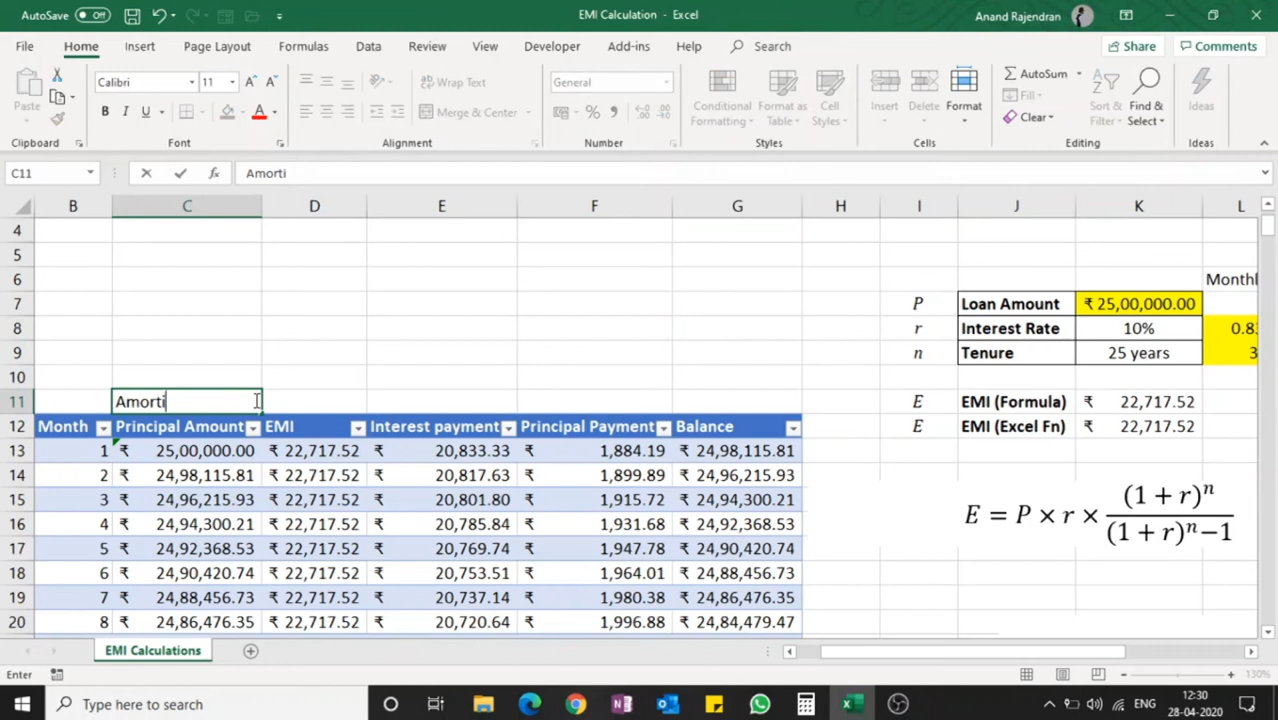 AutoSave Off EMI Calculation - Excel Anand Rajendran
File Home Insert Page Layout Formulas Data Review View Developer Add-ins Help Search Share Comments
Paste Calibri 11 A A Wrap Text General Conditional Formatting Format as Table Cell Styles Insert Delete Format AutoSum Fill Clear Sort & Filter Find & Select Ideas
B I U A Merge & Center % ,
Clipboard Font Alignment Number Styles Cells Editing Ideas
C11 fx Amorti
B C D E F G H I J K L
4
5
6 Monthl
7 P Loan Amount ₹ 25,00,000.00
8 r Interest Rate 10% 0.83
9 n Tenure 25 years 3
10
11 Amorti E EMI (Formula) ₹ 22,717.52
12 Month Principal Amount EMI Interest payment Principal Payment Balance E EMI (Excel Fn) ₹ 22,717.52
13 1 ₹ 25,00,000.00 ₹ 22,717.52 ₹ 20,833.33 ₹ 1,884.19 ₹ 24,98,115.81
14 2 ₹ 24,98,115.81 ₹ 22,717.52 ₹ 20,817.63 ₹ 1,899.89 ₹ 24,96,215.93
15 3 ₹ 24,96,215.93 ₹ 22,717.52 ₹ 20,801.80 ₹ 1,915.72 ₹ 24,94,300.21
16 4 ₹ 24,94,300.21 ₹ 22,717.52 ₹ 20,785.84 ₹ 1,931.68 ₹ 24,92,368.53
17 5 ₹ 24,92,368.53 ₹ 22,717.52 ₹ 20,769.74 ₹ 1,947.78 ₹ 24,90,420.74
18 6 ₹ 24,90,420.74 ₹ 22,717.52 ₹ 20,753.51 ₹ 1,964.01 ₹ 24,88,456.73
19 7 ₹ 24,88,456.73 ₹ 22,717.52 ₹ 20,737.14 ₹ 1,980.38 ₹ 24,86,476.35
20 8 ₹ 24,86,476.35 ₹ 22,717.52 ₹ 20,720.64 ₹ 1,996.88 ₹ 24,84,479.47
E = P × r × (1 + r)^n / (1 + r)^n−1
EMI Calculations
Enter 130%
Type here to search ENG 12:30
28-04-2020